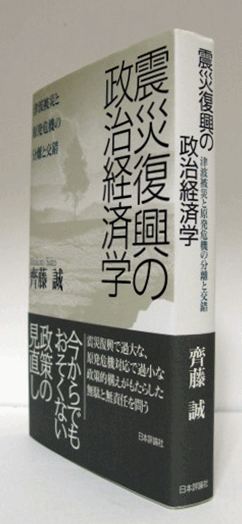 震災復興の
政治経済学
津波被災と
原発危機の
分離と交錯
齊藤 誠
今からでも
おそくない
政策の
見直し
震災復興で過大な、
原発危機対応で過小な
政策的構えがもたらした
無駄と無責任を問う
日本評論社
震災復興の
政治経済学
津波被災と原発危機の分離と交錯
齊藤 誠
日本評論社